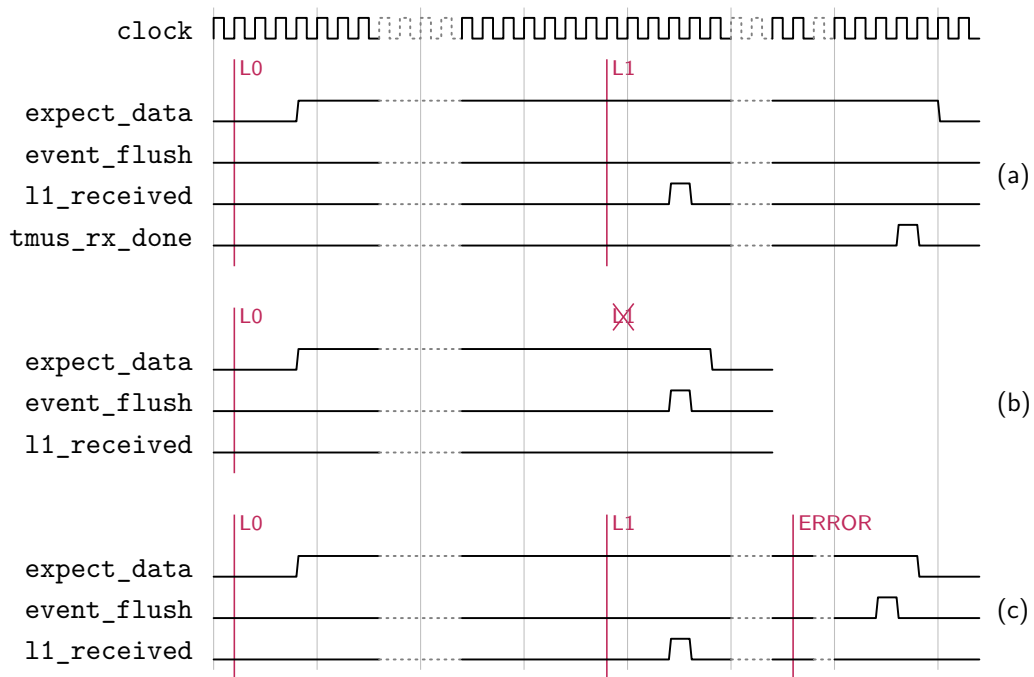 clock
L0 L1
expect_data
event_flush
(a)
l1_received
tmus_rx_done
L0 L1
expect_data
event_flush
(b)
l1_received
L0 L1 ERROR
expect_data
event_flush
(c)
l1_received